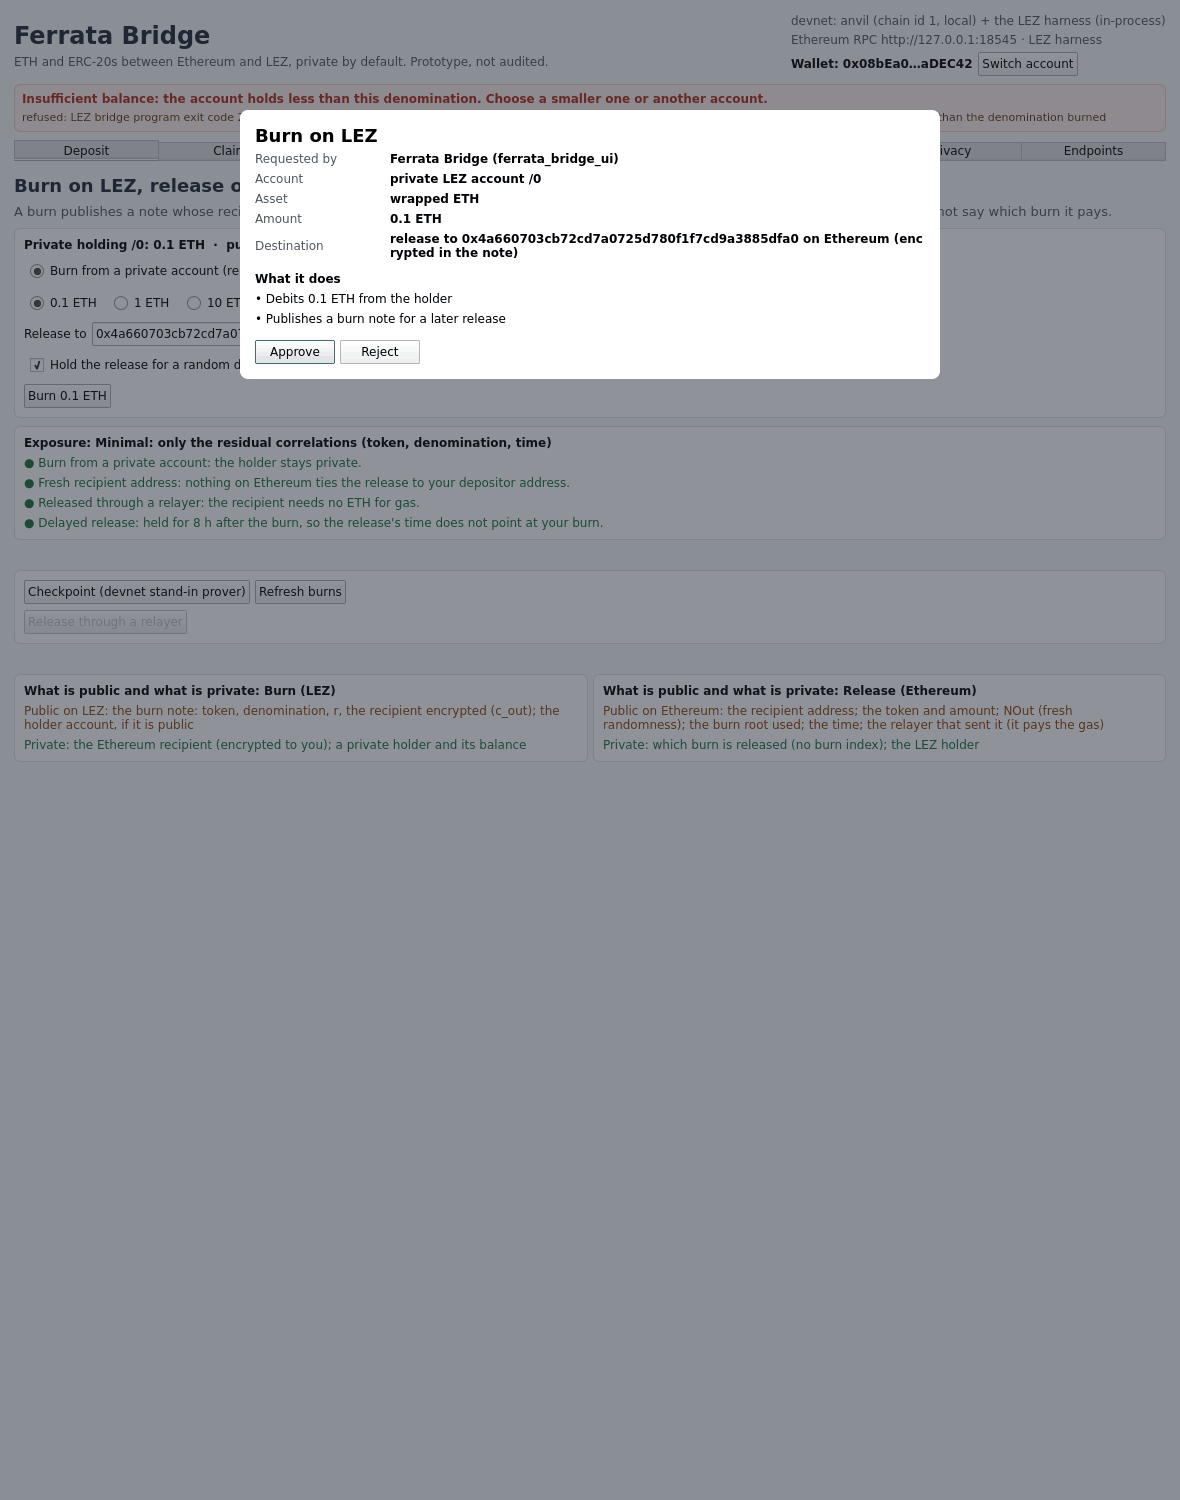 Ferrata Bridge
ETH and ERC-20s between Ethereum and LEZ, private by default. Prototype, not audited.
devnet: anvil (chain id 1, local) + the LEZ harness (in-process)
Ethereum RPC http://127.0.0.1:18545 · LEZ harness
Wallet: 0x08bEa0…aDEC42 Switch account
Insufficient balance: the account holds less than this denomination. Choose a smaller one or another account.
refused: LEZ bridge program exit code than the denomination burned
Deposit Clai ivacy Endpoints
Burn on LEZ, release o
A burn publishes a note whose reci not say which burn it pays.
Burn on LEZ
Requested by Ferrata Bridge (ferrata_bridge_ui)
Account private LEZ account /0
Asset wrapped ETH
Amount 0.1 ETH
Destination release to 0x4a660703cb72cd7a0725d780f1f7cd9a3885dfa0 on Ethereum (enc
rypted in the note)
What it does
• Debits 0.1 ETH from the holder
• Publishes a burn note for a later release
Approve Reject
Private holding /0: 0.1 ETH · pu
Burn from a private account (re
0.1 ETH 1 ETH 10 ET
Release to 0x4a660703cb72cd7a07
Hold the release for a random d
Burn 0.1 ETH
Exposure: Minimal: only the residual correlations (token, denomination, time)
● Burn from a private account: the holder stays private.
● Fresh recipient address: nothing on Ethereum ties the release to your depositor address.
● Released through a relayer: the recipient needs no ETH for gas.
● Delayed release: held for 8 h after the burn, so the release's time does not point at your burn.
Checkpoint (devnet stand-in prover) Refresh burns
Release through a relayer
What is public and what is private: Burn (LEZ)
Public on LEZ: the burn note: token, denomination, r, the recipient encrypted (c_out); the
holder account, if it is public
Private: the Ethereum recipient (encrypted to you); a private holder and its balance
What is public and what is private: Release (Ethereum)
Public on Ethereum: the recipient address; the token and amount; NOut (fresh
randomness); the burn root used; the time; the relayer that sent it (it pays the gas)
Private: which burn is released (no burn index); the LEZ holder